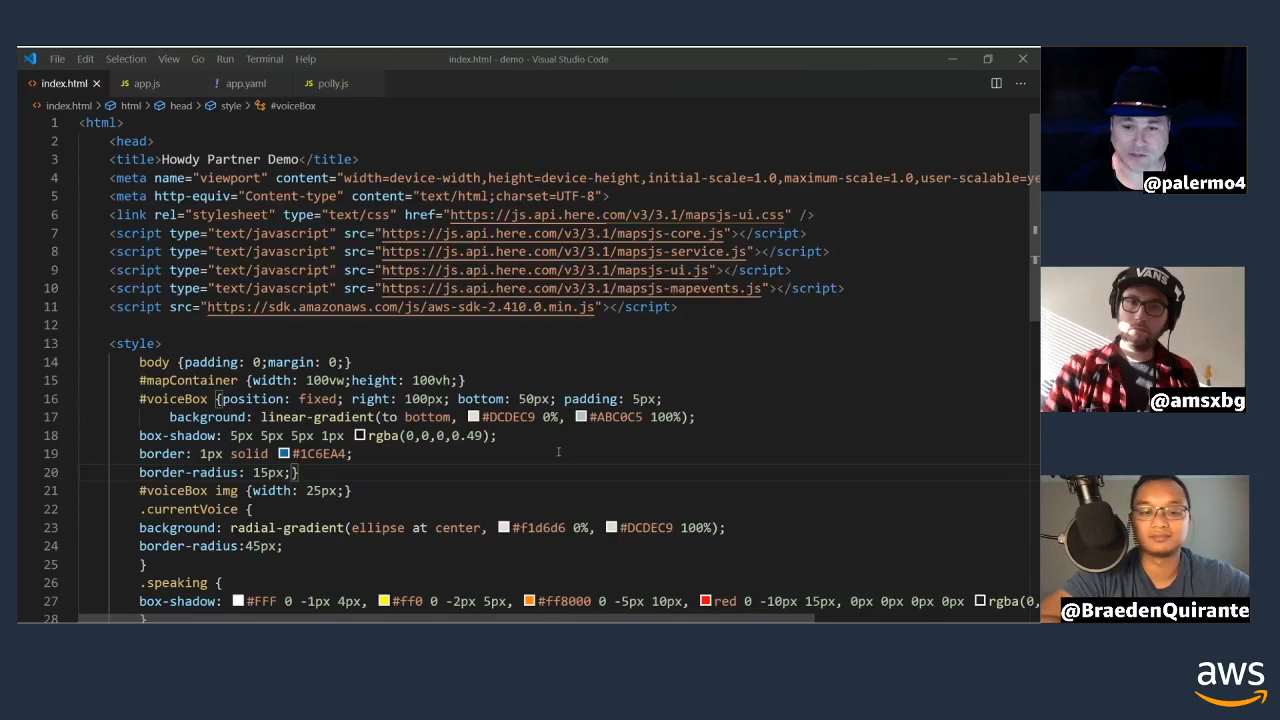 File Edit Selection View Go Run Terminal Help index.html - demo - Visual Studio Code
index.html app.js app.yaml polly.js
index.html > html > head > style > #voiceBox
1 <html>
2 <head>
3 <title>Howdy Partner Demo</title>
4 <meta name="viewport" content="width=device-width,height=device-height,initial-scale=1.0,maximum-scale=1.0,user-scalable=ye
5 <meta http-equiv="Content-type" content="text/html;charset=UTF-8">
6 <link rel="stylesheet" type="text/css" href="https://js.api.here.com/v3/3.1/mapsjs-ui.css" />
7 <script type="text/javascript" src="https://js.api.here.com/v3/3.1/mapsjs-core.js"></script>
8 <script type="text/javascript" src="https://js.api.here.com/v3/3.1/mapsjs-service.js"></script>
9 <script type="text/javascript" src="https://js.api.here.com/v3/3.1/mapsjs-ui.js"></script>
10 <script type="text/javascript" src="https://js.api.here.com/v3/3.1/mapsjs-mapevents.js"></script>
11 <script src="https://sdk.amazonaws.com/js/aws-sdk-2.410.0.min.js"></script>
12
13 <style>
14 body {padding: 0;margin: 0;}
15 #mapContainer {width: 100vw;height: 100vh;}
16 #voiceBox {position: fixed; right: 100px; bottom: 50px; padding: 5px;
17 background: linear-gradient(to bottom, #DCDEC9 0%, #ABC0C5 100%);
18 box-shadow: 5px 5px 5px 1px rgba(0,0,0,0.49);
19 border: 1px solid #1C6EA4;
20 border-radius: 15px;}
21 #voiceBox img {width: 25px;}
22 .currentVoice {
23 background: radial-gradient(ellipse at center, #f1d6d6 0%, #DCDEC9 100%);
24 border-radius:45px;
25 }
26 .speaking {
27 box-shadow: #FFF 0 -1px 4px, #ff0 0 -2px 5px, #ff8000 0 -5px 10px, red 0 -10px 15px, 0px 0px 0px 0px rgba(0,
28 }
@palermo4
VANS
@amsxbg
@BraedenQuirante
aws